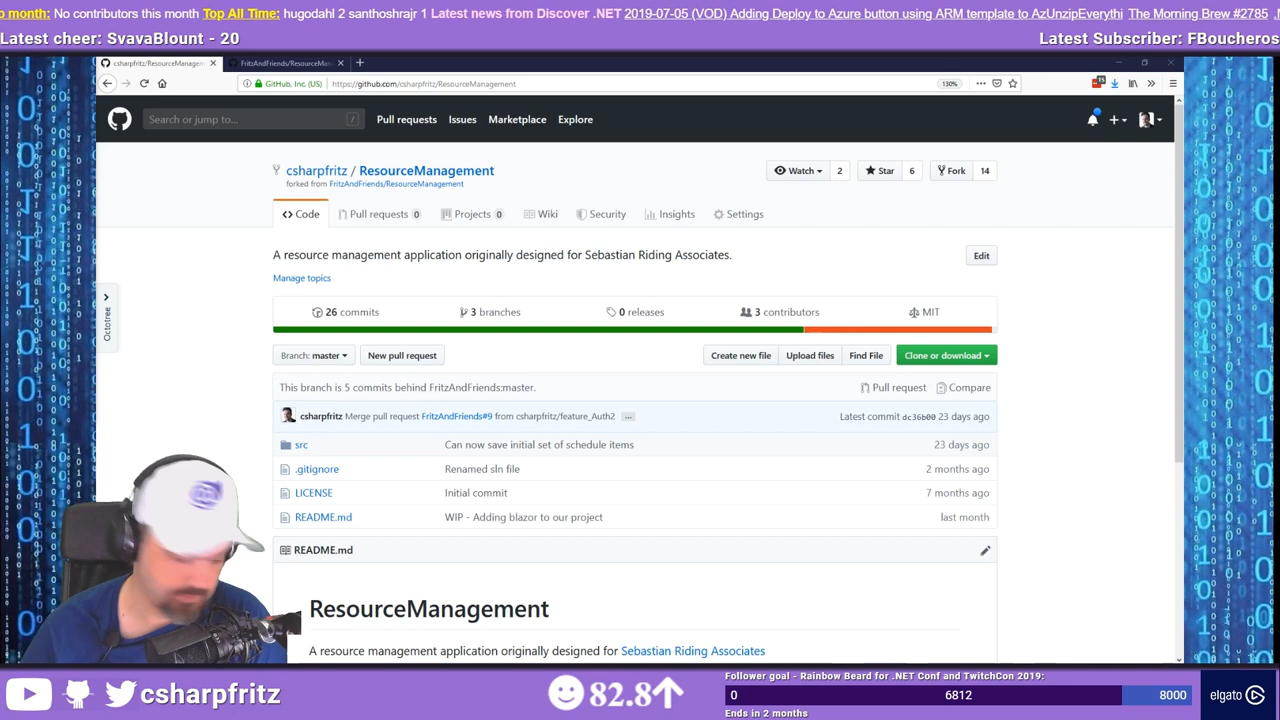 o month: No contributors this month Top All Time: hugodahl 2 santhoshrajr 1 Latest news from Discover .NET 2019-07-05 (VOD) Adding Deploy to Azure button using ARM template to AzUnzipEverythi The Morning Brew #2785
Latest cheer: SvavaBlount - 20
Latest Subscriber: FBoucheros
csharpfritz/ResourceManagemen
FritzAndFriends/ResourceMan
GitHub, Inc. (US)
https://github.com/csharpfritz/ResourceManagement
130%
Search or jump to...
/
Pull requests
Issues
Marketplace
Explore
csharpfritz / ResourceManagement
forked from FritzAndFriends/ResourceManagement
Watch 2
Star 6
Fork 14
Code
Pull requests 0
Projects 0
Wiki
Security
Insights
Settings
A resource management application originally designed for Sebastian Riding Associates.
Edit
Manage topics
Octotree
26 commits
3 branches
0 releases
3 contributors
MIT
Branch: master
New pull request
Create new file
Upload files
Find File
Clone or download
This branch is 5 commits behind FritzAndFriends:master.
Pull request
Compare
csharpfritz Merge pull request FritzAndFriends#9 from csharpfritz/feature_Auth2 ...
Latest commit dc36b00 23 days ago
src
Can now save initial set of schedule items
23 days ago
.gitignore
Renamed sln file
2 months ago
LICENSE
Initial commit
7 months ago
README.md
WIP - Adding blazor to our project
last month
README.md
ResourceManagement
A resource management application originally designed for Sebastian Riding Associates
csharpfritz
82.8
Follower goal - Rainbow Beard for .NET Conf and TwitchCon 2019:
0
6812
8000
Ends in 2 months
elgato